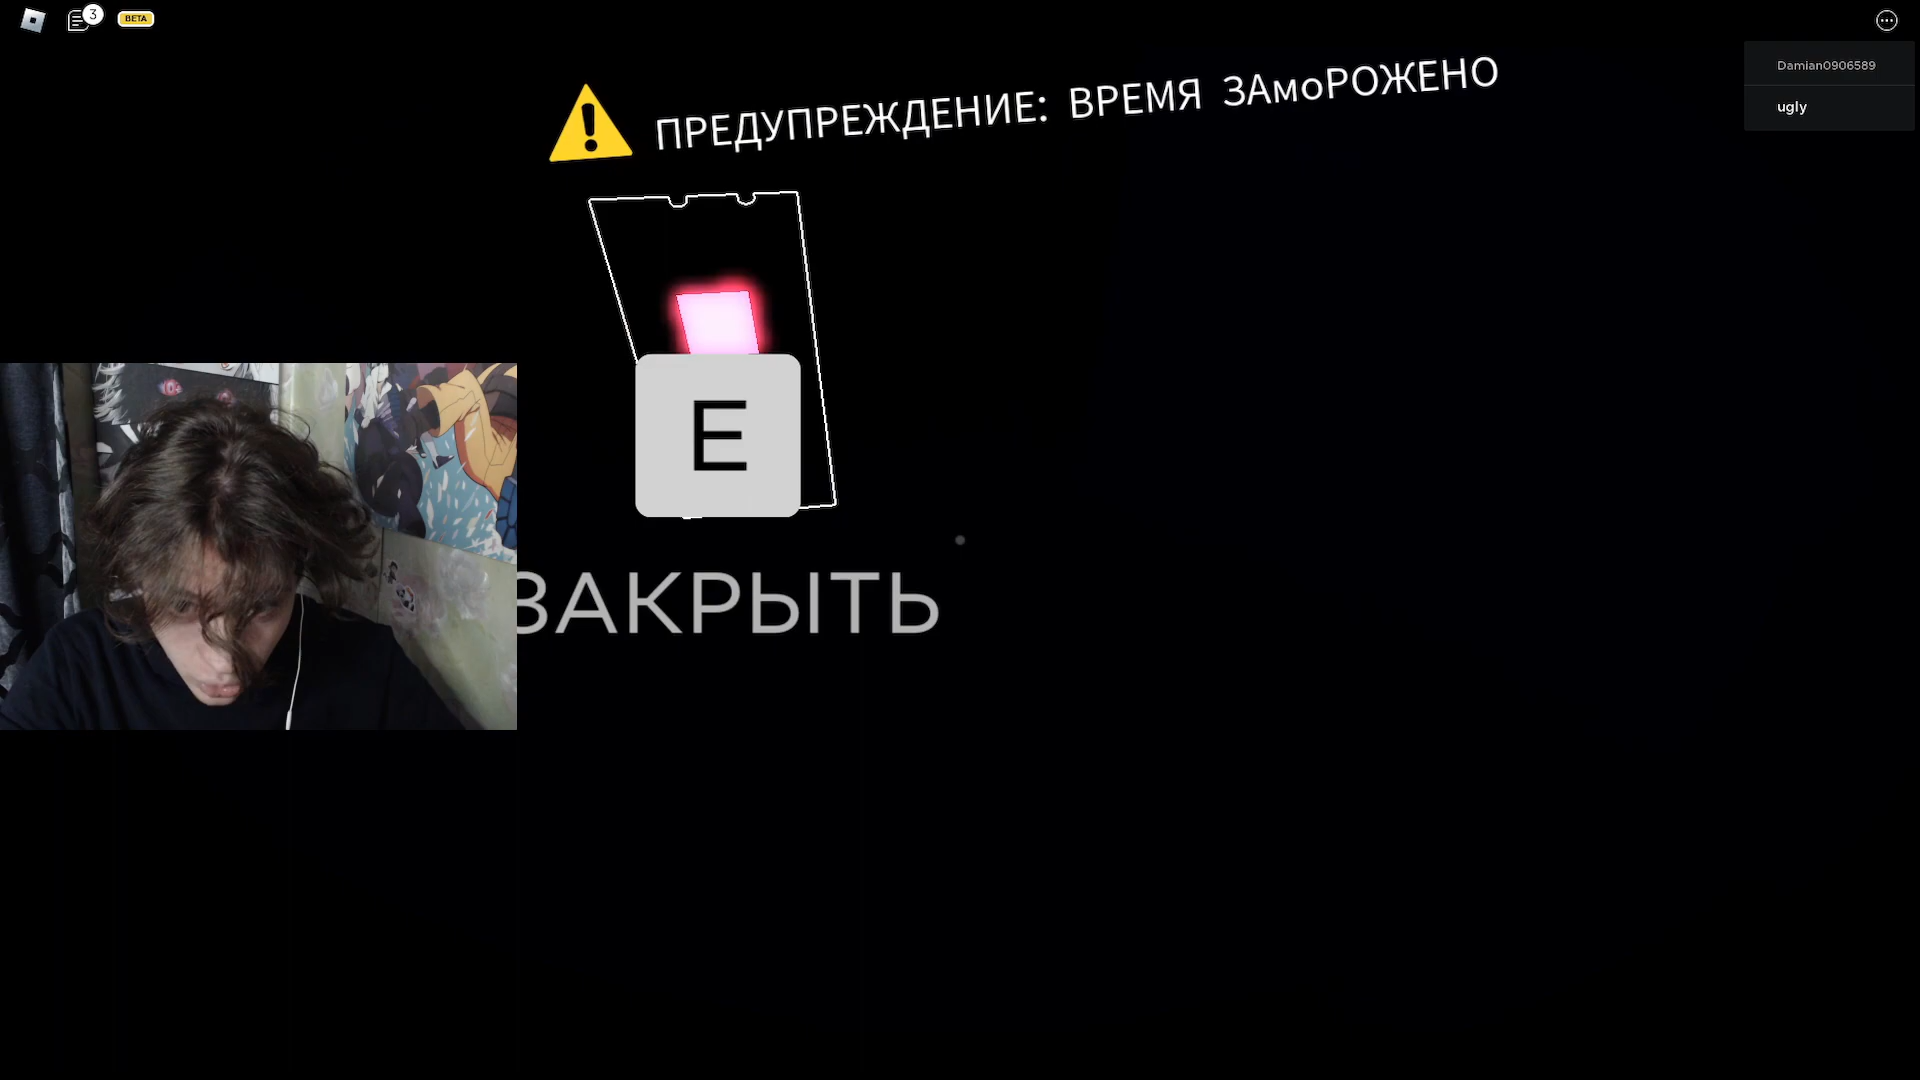 3
BETA
Damian0906589
ugly
ПРЕДУПРЕЖДЕНИЕ: ВРЕМЯ ЗАмоРОЖЕНО
E
ЗАКРЫТЬ